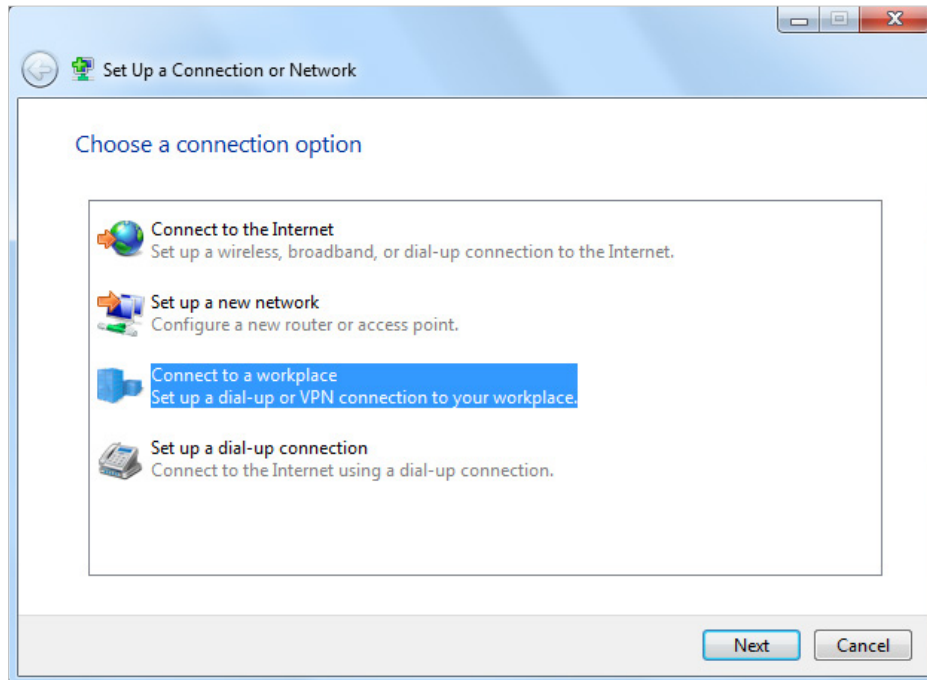 Set Up a Connection or Network
Choose a connection option
Connect to the Internet
Set up a wireless, broadband, or dial-up connection to the Internet.
Set up a new network
Configure a new router or access point.
Connect to a workplace
Set up a dial-up or VPN connection to your workplace.
Set up a dial-up connection
Connect to the Internet using a dial-up connection.
Next Cancel